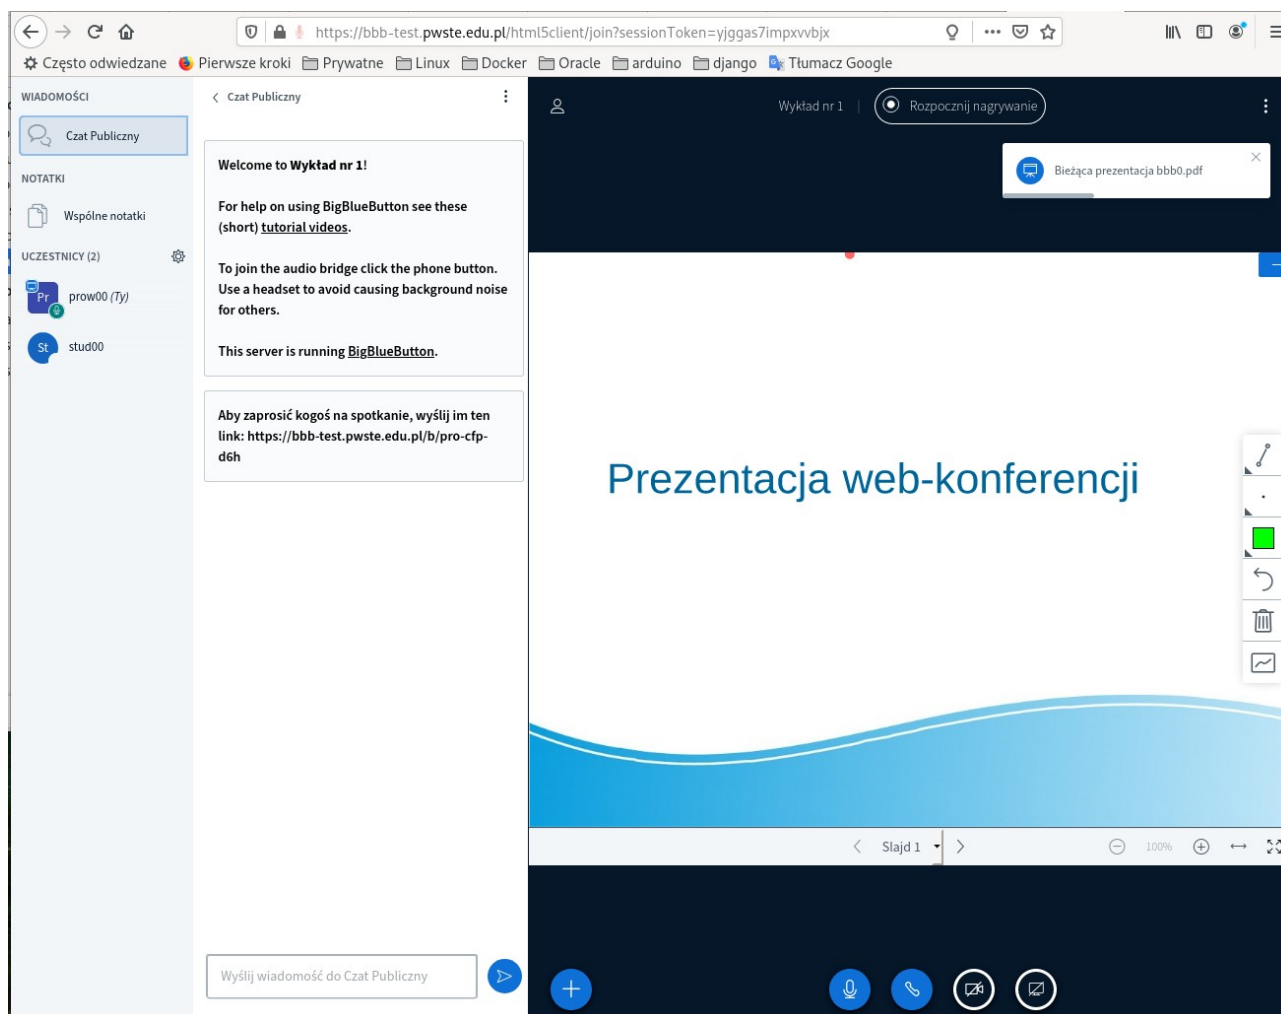 https://bbb-test.pwste.edu.pl/html5client/join?sessionToken=yjggas7impxvvbjx
Często odwiedzane Pierwsze kroki Prywatne Linux Docker Oracle arduino django Tłumacz Google
WIADOMOŚCI
Czat Publiczny
NOTATKI
Wspólne notatki
UCZESTNICY (2)
Pr prow00 (Ty)
St stud00
Czat Publiczny
Welcome to Wykład nr 1!
For help on using BigBlueButton see these
(short) tutorial videos.
To join the audio bridge click the phone button.
Use a headset to avoid causing background noise
for others.
This server is running BigBlueButton.
Aby zaprosić kogoś na spotkanie, wyślij im ten
link: https://bbb-test.pwste.edu.pl/b/pro-cfp-
d6h
Wyślij wiadomość do Czat Publiczny
Wykład nr 1 | Rozpocznij nagrywanie
Bieżąca prezentacja bbb0.pdf
Prezentacja web-konferencji
Slajd 1
100%